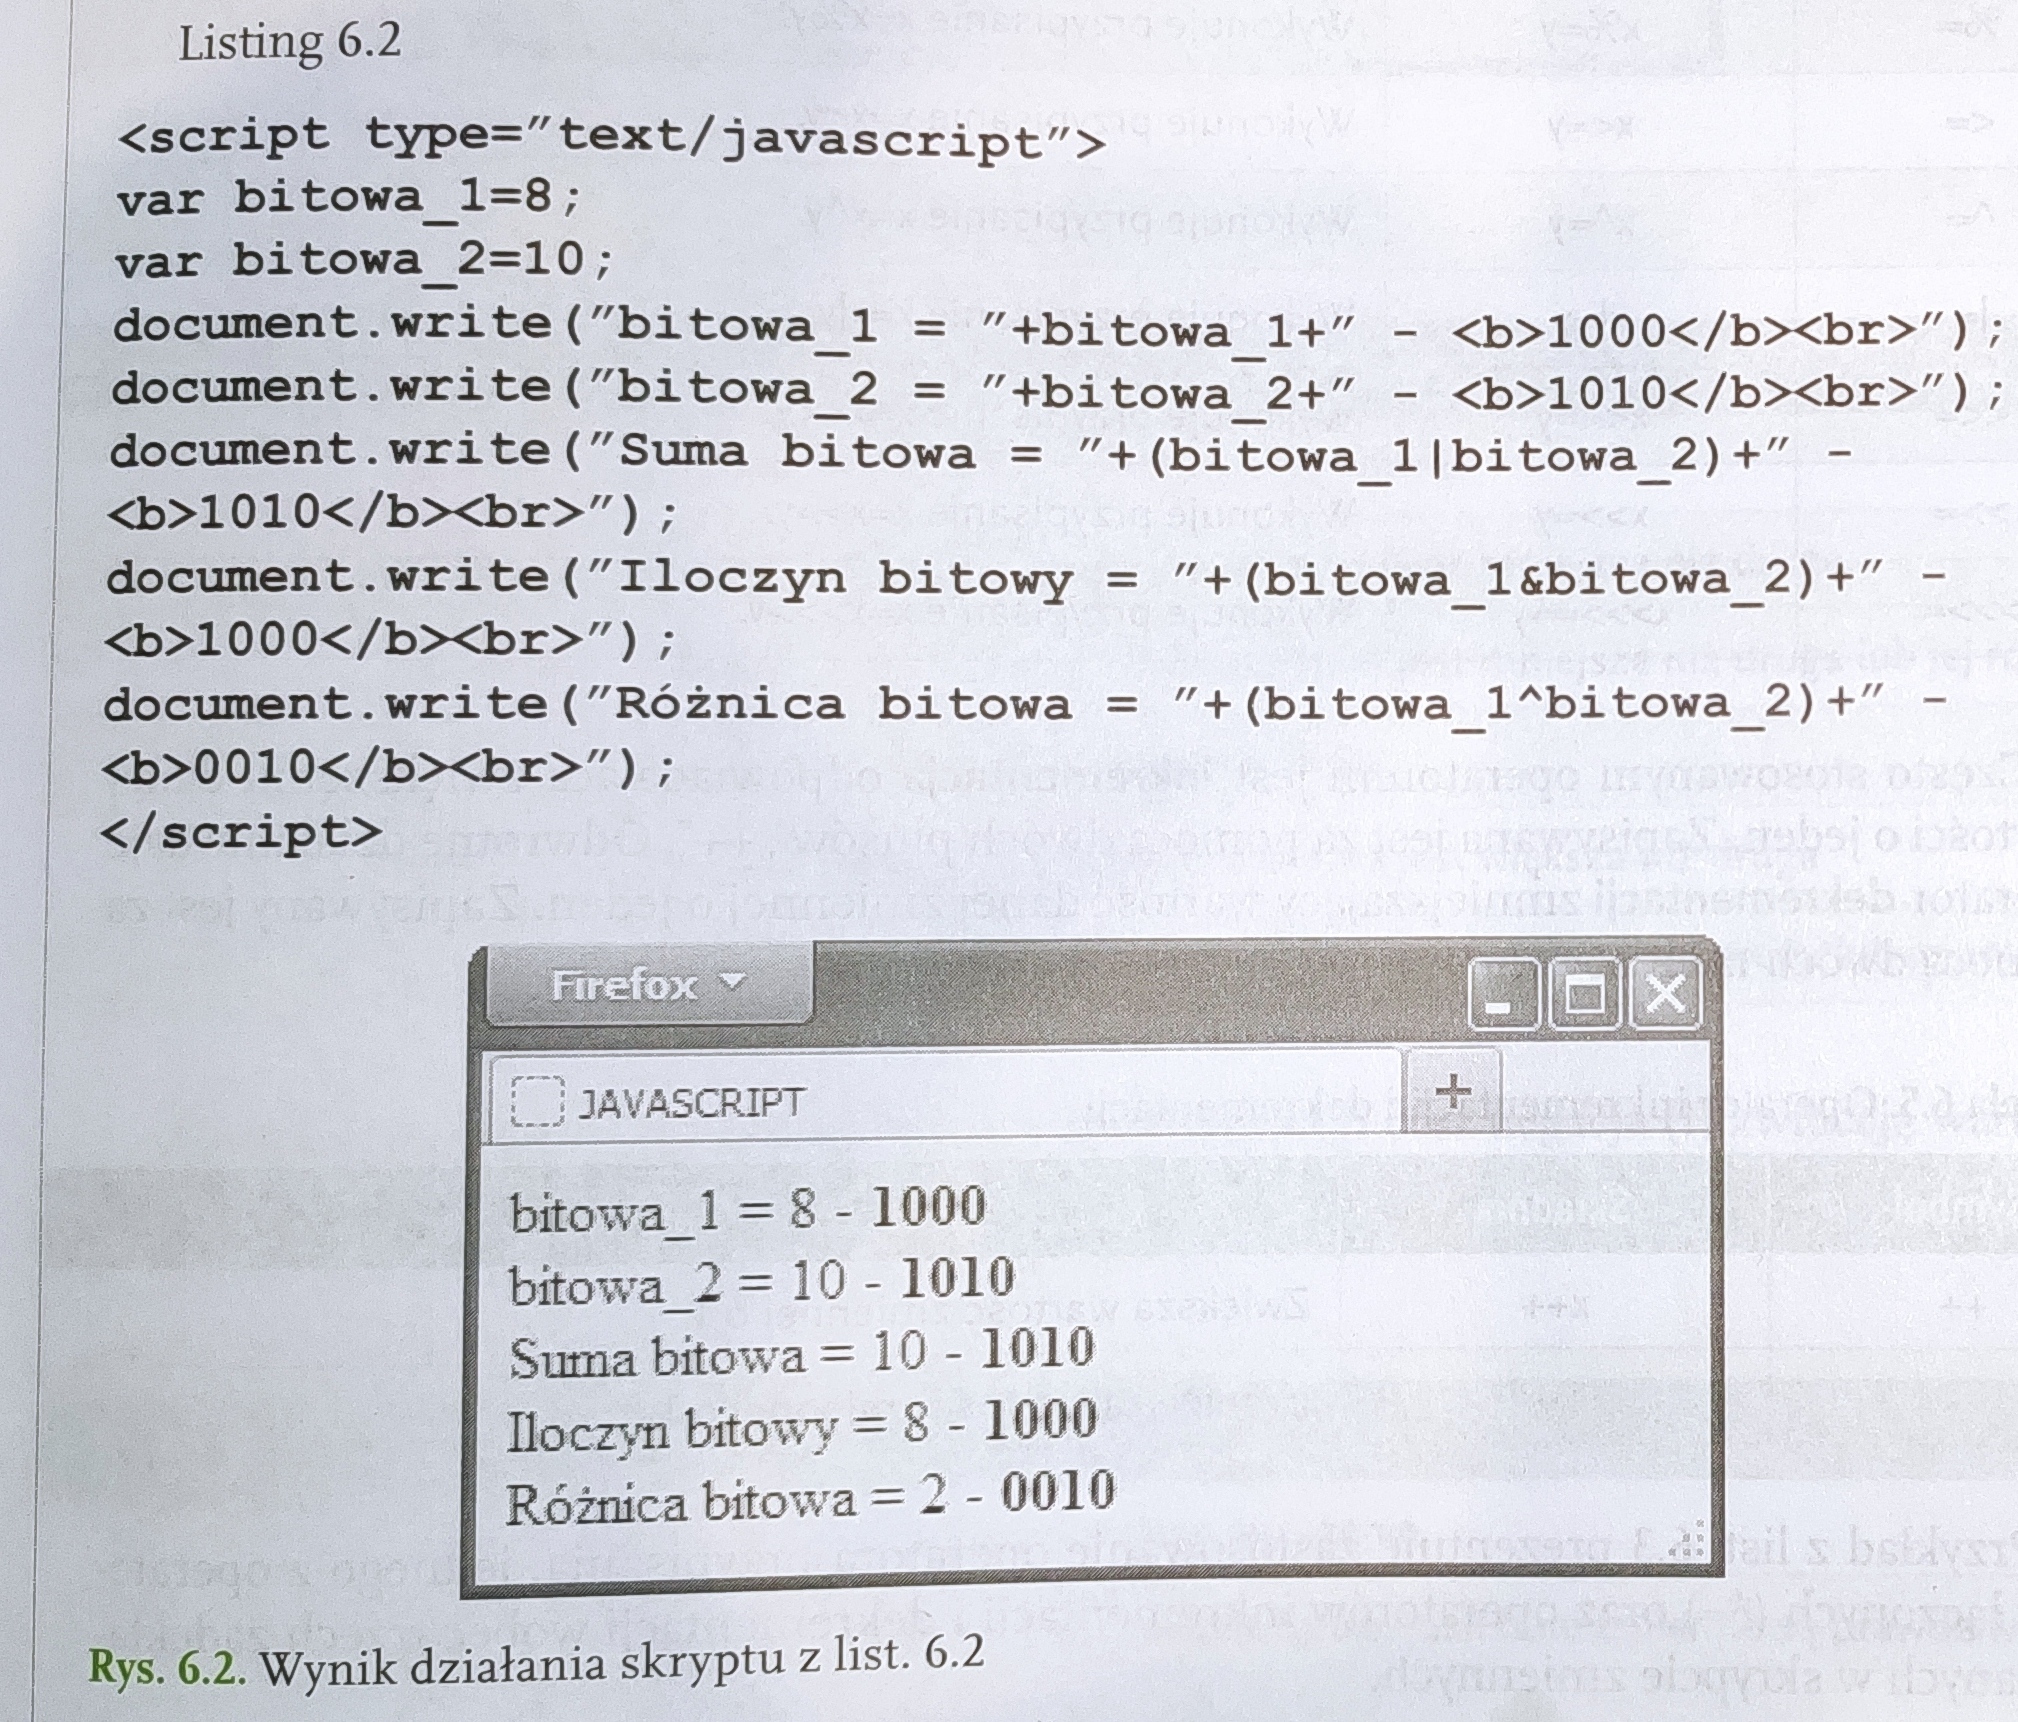 Listing 6.2
<script type="text/javascript">
var bitowa_1=8;
var bitowa_2=10;
document.write("bitowa_1 = "+bitowa_1+" - <b>1000</b><br>");
document.write("bitowa_2 = "+bitowa_2+" - <b>1010</b><br>");
document.write("Suma bitowa = "+(bitowa_1|bitowa_2)+" -
<b>1010</b><br>");
document.write("Iloczyn bitowy = "+(bitowa_1&bitowa_2)+" -
<b>1000</b><br>");
document.write("Różnica bitowa = "+(bitowa_1^bitowa_2)+" -
<b>0010</b><br>");
</script>
Firefox
JAVASCRIPT
bitowa_1 = 8 - 1000
bitowa_2 = 10 - 1010
Suma bitowa = 10 - 1010
Iloczyn bitowy = 8 - 1000
Różnica bitowa = 2 - 0010
Rys. 6.2. Wynik działania skryptu z list. 6.2